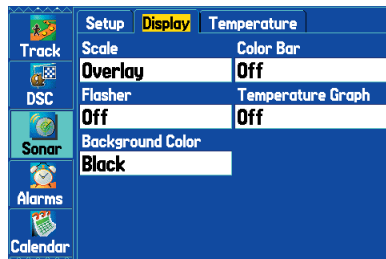 Setup Display Temperature
Track
DSC
Sonar
Alarms
Calendar
Scale Color Bar
Overlay Off
Flasher Temperature Graph
Off Off
Background Color
Black